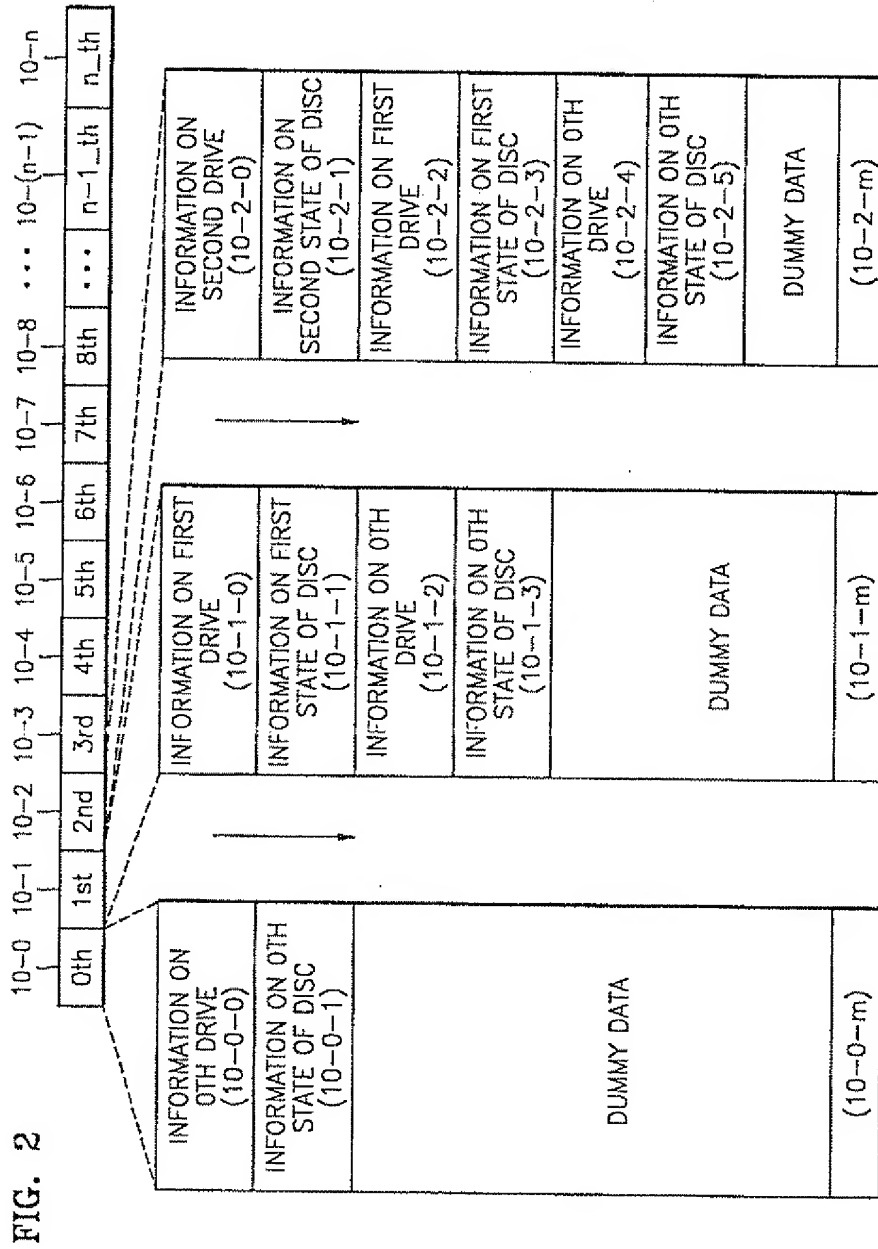 FIG. 2
10-0 10-1 10-2 10-3 10-4 10-5 10-6 10-7 10-8 ... 10-(n-1) 10-n
0th 1st 2nd 3rd 4th 5th 6th 7th 8th ... n-1_th n_th
INFORMATION ON
0TH DRIVE
(10-0-0)
INFORMATION ON 0TH
STATE OF DISC
(10-0-1)
DUMMY DATA
(10-0-m)
INFORMATION ON FIRST
DRIVE
(10-1-0)
INFORMATION ON FIRST
STATE OF DISC
(10-1-1)
INFORMATION ON 0TH
DRIVE
(10-1-2)
INFORMATION ON 0TH
STATE OF DISC
(10-1-3)
DUMMY DATA
(10-1-m)
INFORMATION ON
SECOND DRIVE
(10-2-0)
INFORMATION ON
SECOND STATE OF DISC
(10-2-1)
INFORMATION ON FIRST
DRIVE
(10-2-2)
INFORMATION ON FIRST
STATE OF DISC
(10-2-3)
INFORMATION ON 0TH
DRIVE
(10-2-4)
INFORMATION ON 0TH
STATE OF DISC
(10-2-5)
DUMMY DATA
(10-2-m)